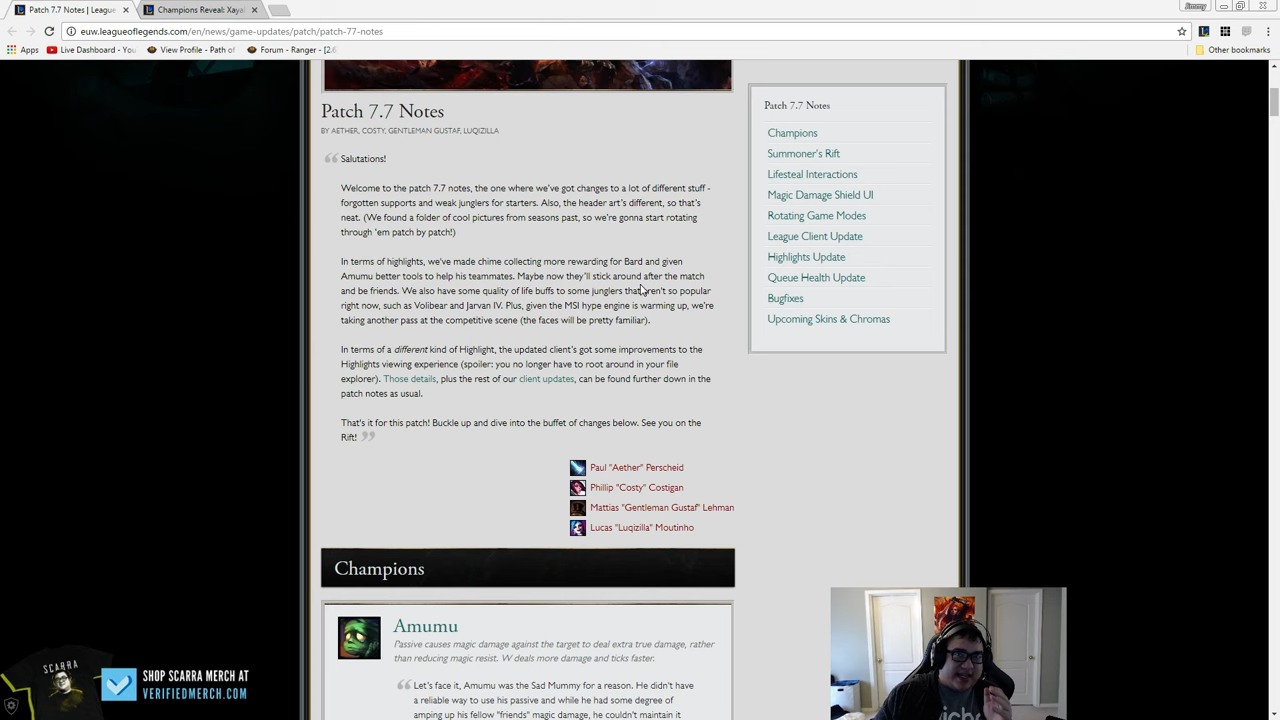 Patch 7.7 Notes | Leagu
Champions Reveal: Xaya
Jimmy
euw.leagueoflegends.com/en/news/game-updates/patch/patch-77-notes
Apps
Live Dashboard - You
View Profile - Path of
Forum - Ranger - [2.6
Other bookmarks
Patch 7.7 Notes
BY AETHER, COSTY, GENTLEMAN GUSTAF, LUQIZILLA
Salutations!
Welcome to the patch 7.7 notes, the one where we've got changes to a lot of different stuff -
forgotten supports and weak junglers for starters. Also, the header art's different, so that's
neat. (We found a folder of cool pictures from seasons past, so we're gonna start rotating
through 'em patch by patch!)
In terms of highlights, we've made chime collecting more rewarding for Bard and given
Amumu better tools to help his teammates. Maybe now they'll stick around after the match
and be friends. We also have some quality of life buffs to some junglers that aren't so popular
right now, such as Volibear and Jarvan IV. Plus, given the MSI hype engine is warming up, we're
taking another pass at the competitive scene (the faces will be pretty familiar).
In terms of a different kind of Highlight, the updated client's got some improvements to the
Highlights viewing experience (spoiler: you no longer have to root around in your file
explorer). Those details, plus the rest of our client updates, can be found further down in the
patch notes as usual.
That's it for this patch! Buckle up and dive into the buffet of changes below. See you on the
Rift!
Paul "Aether" Perscheid
Phillip "Costy" Costigan
Mattias "Gentleman Gustaf" Lehman
Lucas "Luqizilla" Moutinho
Champions
Amumu
Passive causes magic damage against the target to deal extra true damage, rather
than reducing magic resist. W deals more damage and ticks faster.
Let's face it, Amumu was the Sad Mummy for a reason. He didn't have
a reliable way to use his passive and while he had some degree of
amping up his fellow "friends" magic damage, he couldn't maintain it
Patch 7.7 Notes
Champions
Summoner's Rift
Lifesteal Interactions
Magic Damage Shield UI
Rotating Game Modes
League Client Update
Highlights Update
Queue Health Update
Bugfixes
Upcoming Skins & Chromas
SCARRA
SHOP SCARRA MERCH AT
VERIFIEDMERCH.COM